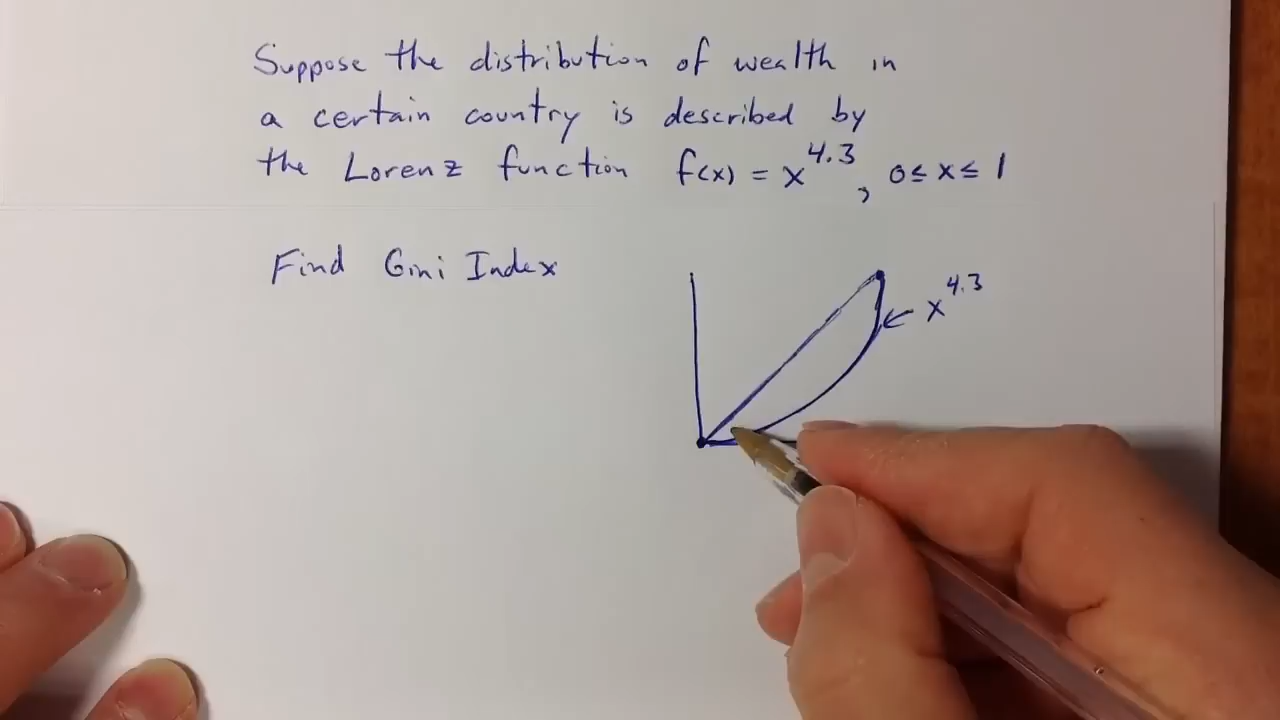 Suppose the distribution of wealth in
a certain country is described by
the Lorenz function f(x) = x^4.3, 0 ≤ x ≤ 1
Find Gini Index
x^4.3